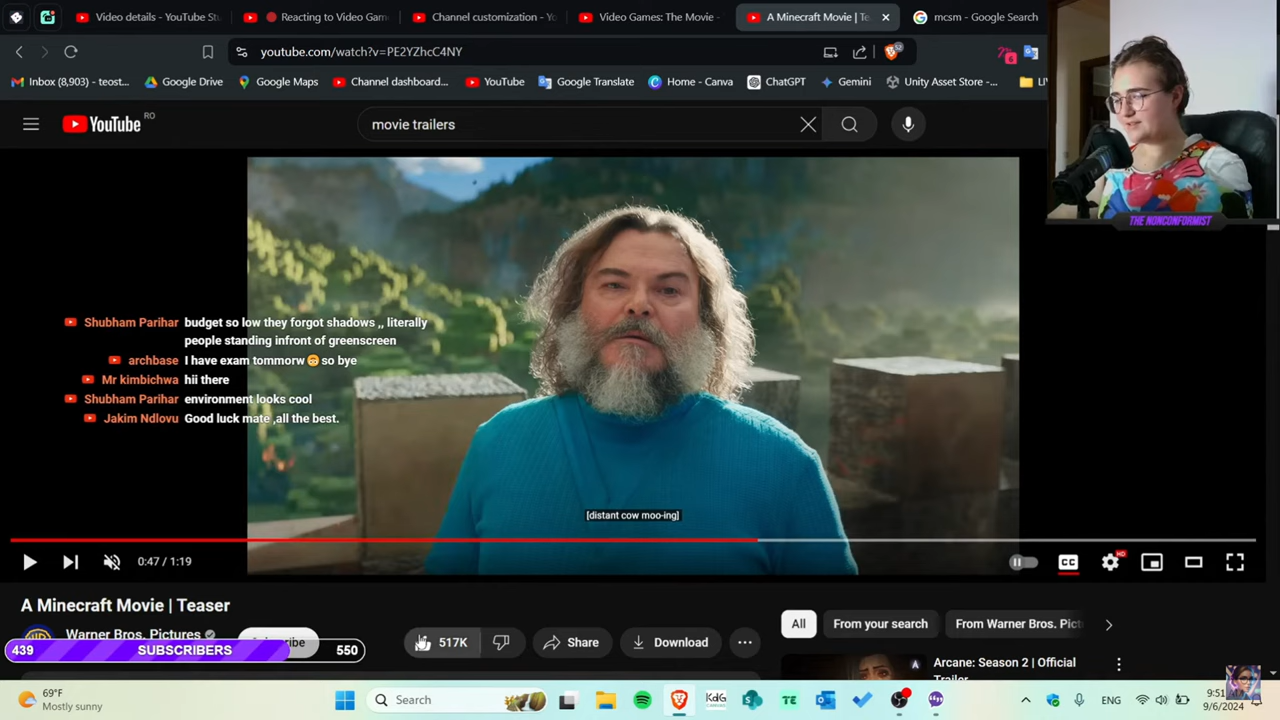 Video details - YouTube Stu
Reacting to Video Gam
Channel customization - Yo
Video Games: The Movie -
A Minecraft Movie | Tea
mcsm - Google Search
youtube.com/watch?v=PE2YZhcC4NY
Inbox (8,903) - teost...
Google Drive
Google Maps
Channel dashboard...
YouTube
Google Translate
Home - Canva
ChatGPT
Gemini
Unity Asset Store -...
YouTube RO
movie trailers
THE NONCONFORMIST
Shubham Parihar budget so low they forgot shadows ,, literally
people standing infront of greenscreen
archbase I have exam tommorw 😁 so bye
Mr kimbichwa hii there
Shubham Parihar environment looks cool
Jakim Ndlovu Good luck mate ,all the best.
[distant cow moo-ing]
0:47 / 1:19
CC
HD
A Minecraft Movie | Teaser
Warner Bros. Pictures
517K
Share
Download
All
From your search
From Warner Bros. Pict
439 SUBSCRIBERS 550
Arcane: Season 2 | Official
Trailer
69°F
Mostly sunny
Search
KdG
TE
ENG
9/6/2024